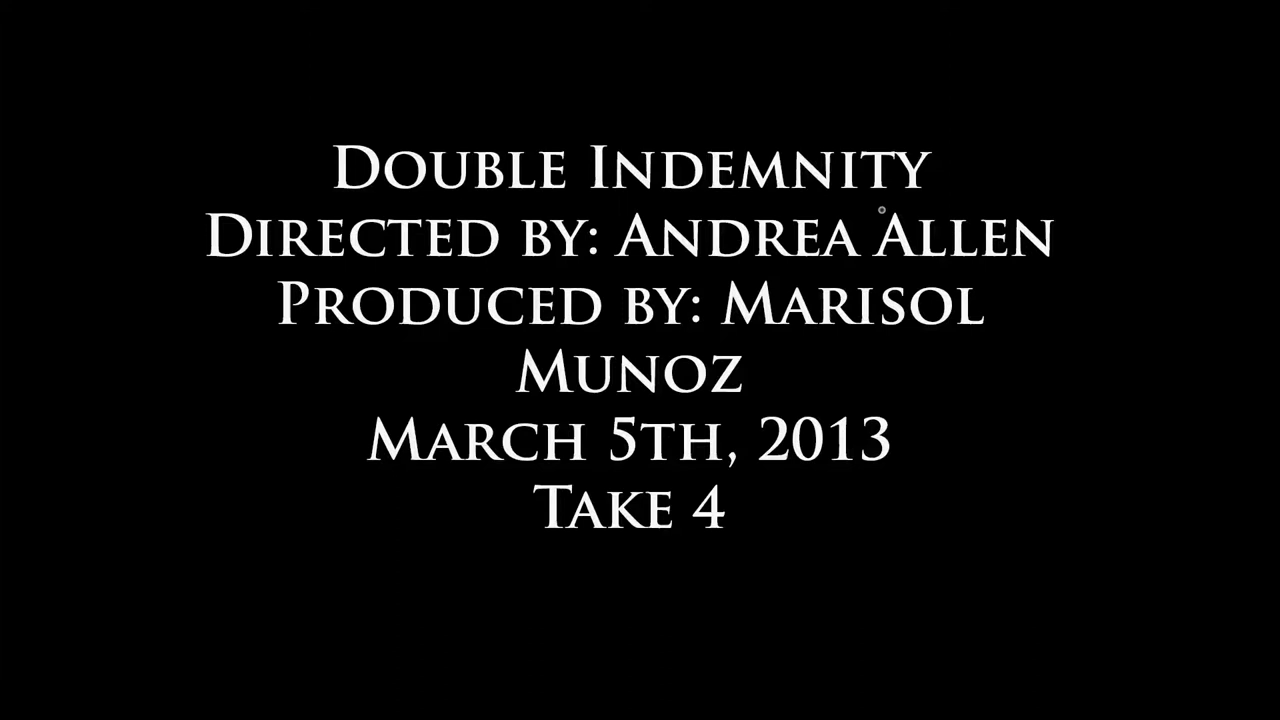 Double Indemnity
Directed by: Andrea Allen
Produced by: Marisol
Munoz
March 5th, 2013
Take 4